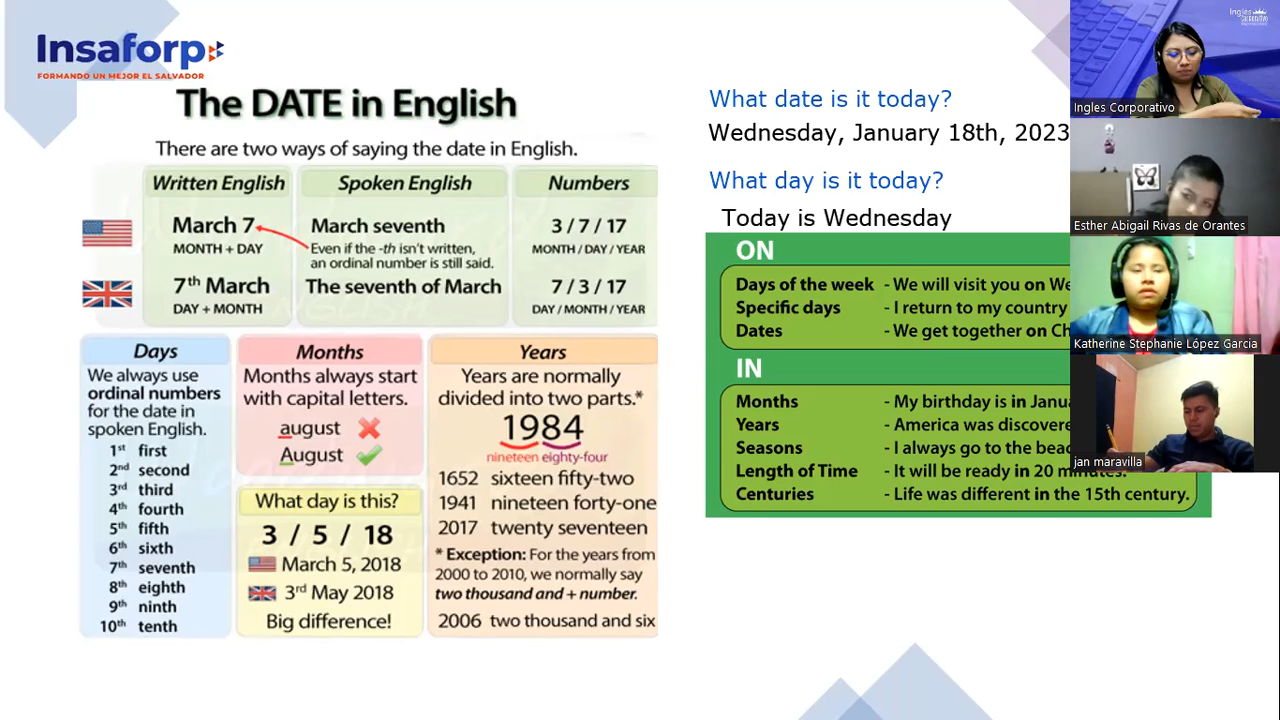 Insaforp
FORMANDO UN MEJOR EL SALVADOR
The DATE in English
There are two ways of saying the date in English.
Written English
Spoken English
Numbers
March 7
MONTH + DAY
March seventh
Even if the -th isn't written,
an ordinal number is still said.
3 / 7 / 17
MONTH / DAY / YEAR
7th March
DAY + MONTH
The seventh of March
7 / 3 / 17
DAY / MONTH / YEAR
Days
We always use
ordinal numbers
for the date in
spoken English.
1st first
2nd second
3rd third
4th fourth
5th fifth
6th sixth
7th seventh
8th eighth
9th ninth
10th tenth
Months
Months always start
with capital letters.
august
August
What day is this?
3 / 5 / 18
March 5, 2018
3rd May 2018
Big difference!
Years
Years are normally
divided into two parts.*
1984
nineteen eighty-four
1652 sixteen fifty-two
1941 nineteen forty-one
2017 twenty seventeen
* Exception: For the years from
2000 to 2010, we normally say
two thousand and + number.
2006 two thousand and six
What date is it today?
Wednesday, January 18th, 2023
What day is it today?
Today is Wednesday
ON
Days of the week - We will visit you on We
Specific days - I return to my country
Dates - We get together on Ch
IN
Months - My birthday is in Janu
Years - America was discovere
Seasons - I always go to the bea
Length of Time - It will be ready in 20 minutes.
Centuries - Life was different in the 15th century.
Ingles
Ingles Corporativo
Esther Abigail Rivas de Orantes
Katherine Stephanie López Garcia
jan maravilla